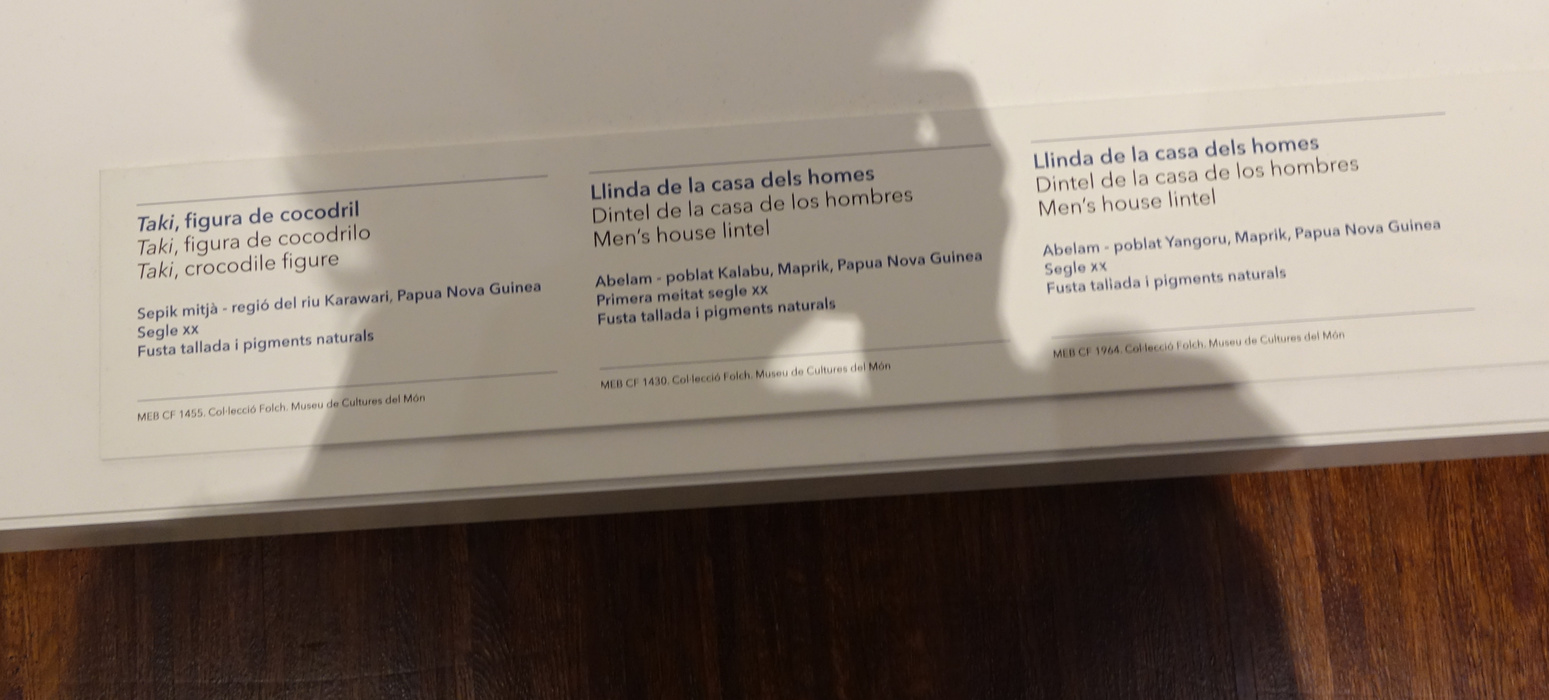 Taki, figura de cocodril
Taki, figura de cocodrilo
Taki, crocodile figure
Sepik mitjà - regió del riu Karawari, Papua Nova Guinea
Segle XX
Fusta tallada i pigments naturals
MEB CF 1455. Col·lecció Folch. Museu de Cultures del Món
Llinda de la casa dels homes
Dintel de la casa de los hombres
Men's house lintel
Abelam - poblat Kalabu, Maprik, Papua Nova Guinea
Primera meitat segle XX
Fusta tallada i pigments naturals
MEB CF 1430. Col·lecció Folch. Museu de Cultures del Món
Llinda de la casa dels homes
Dintel de la casa de los hombres
Men's house lintel
Abelam - poblat Yangoru, Maprik, Papua Nova Guinea
Segle XX
Fusta tallada i pigments naturals
MEB CF 1964. Col·lecció Folch. Museu de Cultures del Món